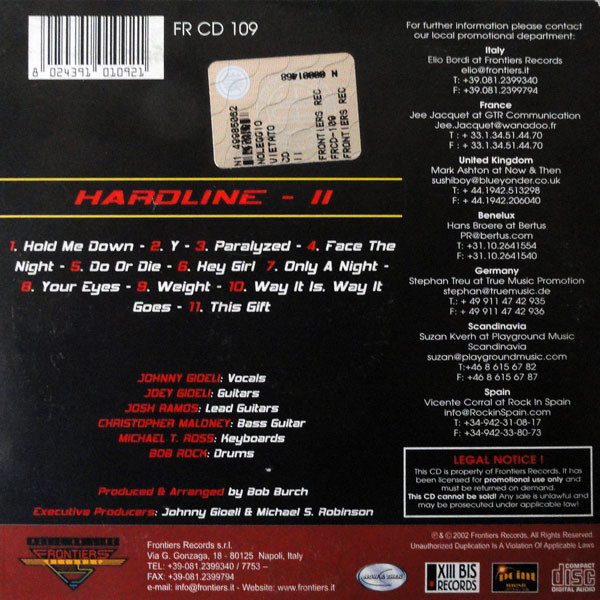 FR CD 109
8 024391 010921
N 00001468
FRONTIERS REC
FRCD-109
FRONTIERS REC
CD II
VIETATO
NOLEGGIO
N1 49985052
HARDLINE - II
1. Hold Me Down - 2. Y - 3. Paralyzed - 4. Face The
Night - 5. Do Or Die - 6. Hey Girl 7. Only A Night -
8. Your Eyes - 9. Weight - 10. Way It Is, Way It
Goes - 11. This Gift
JOHNNY GIOELI: Vocals
JOEY GIOELI: Guitars
JOSH RAMOS: Lead Guitars
CHRISTOPHER MALONEY: Bass Guitar
MICHAEL T. ROSS: Keyboards
BOB ROCK: Drums
Produced & Arranged by Bob Burch
Executive Producers: Johnny Gioeli & Michael S. Robinson
For further information please contact
our local promotional department:
Italy
Elio Bordi at Frontiers Records
elio@frontiers.it
T: +39.081.2399340
F: +39.081.2399794
France
Jee Jacquet at GTR Communication
Jee.Jacquet@wanadoo.fr
T : + 33.1.34.51.44.70
F: + 33.1.34.51.44.70
United Kingdom
Mark Ashton at Now & Then
sushiboy@blueyonder.co.uk
T : + 44.1942.513298
F: + 44.1942.206040
Benelux
Hans Broere at Bertus
PR@bertus.com
T: +31.10.2641554
F: +31.10.2641540
Germany
Stephan Treu at True Music Promotion
stephan@truemusic.de
T.: + 49 911 47 42 935
F: + 49 911 47 42 936
Scandinavia
Suzan Kverh at Playground Music
Scandinavia
suzan@playgroundmusic.com
T:+46 8 615 67 82
F: +46 8 615 67 87
Spain
Vicente Corral at Rock In Spain
info@RockinSpain.com
T: +34-942-31-08-17
F: +34-942-33-80-73
LEGAL NOTICE !
This CD is property of Frontiers Records. It has
been licensed for promotional use only and
must be returned on demand.
This CD cannot be sold! Any sale is unlawful and
may be prosecuted under applicable law!
MUSIC ON LINE
FRONTIERS
RECORDS
Frontiers Records s.r.l.
Via G. Gonzaga, 18 - 80125 Napoli, Italy
TEL: +39-081.2399340 / 7753 –
FAX: +39-081.2399794
e-mail: info@frontiers.it - Website: www.frontiers.it
℗ & © 2002 Frontiers Records, All Rights Reserved.
Unauthorized Duplication Is A Violation Of Applicable Laws
NOW & THEN
XIII BIS
RECORDS
point
music
COMPACT
disc
DIGITAL AUDIO